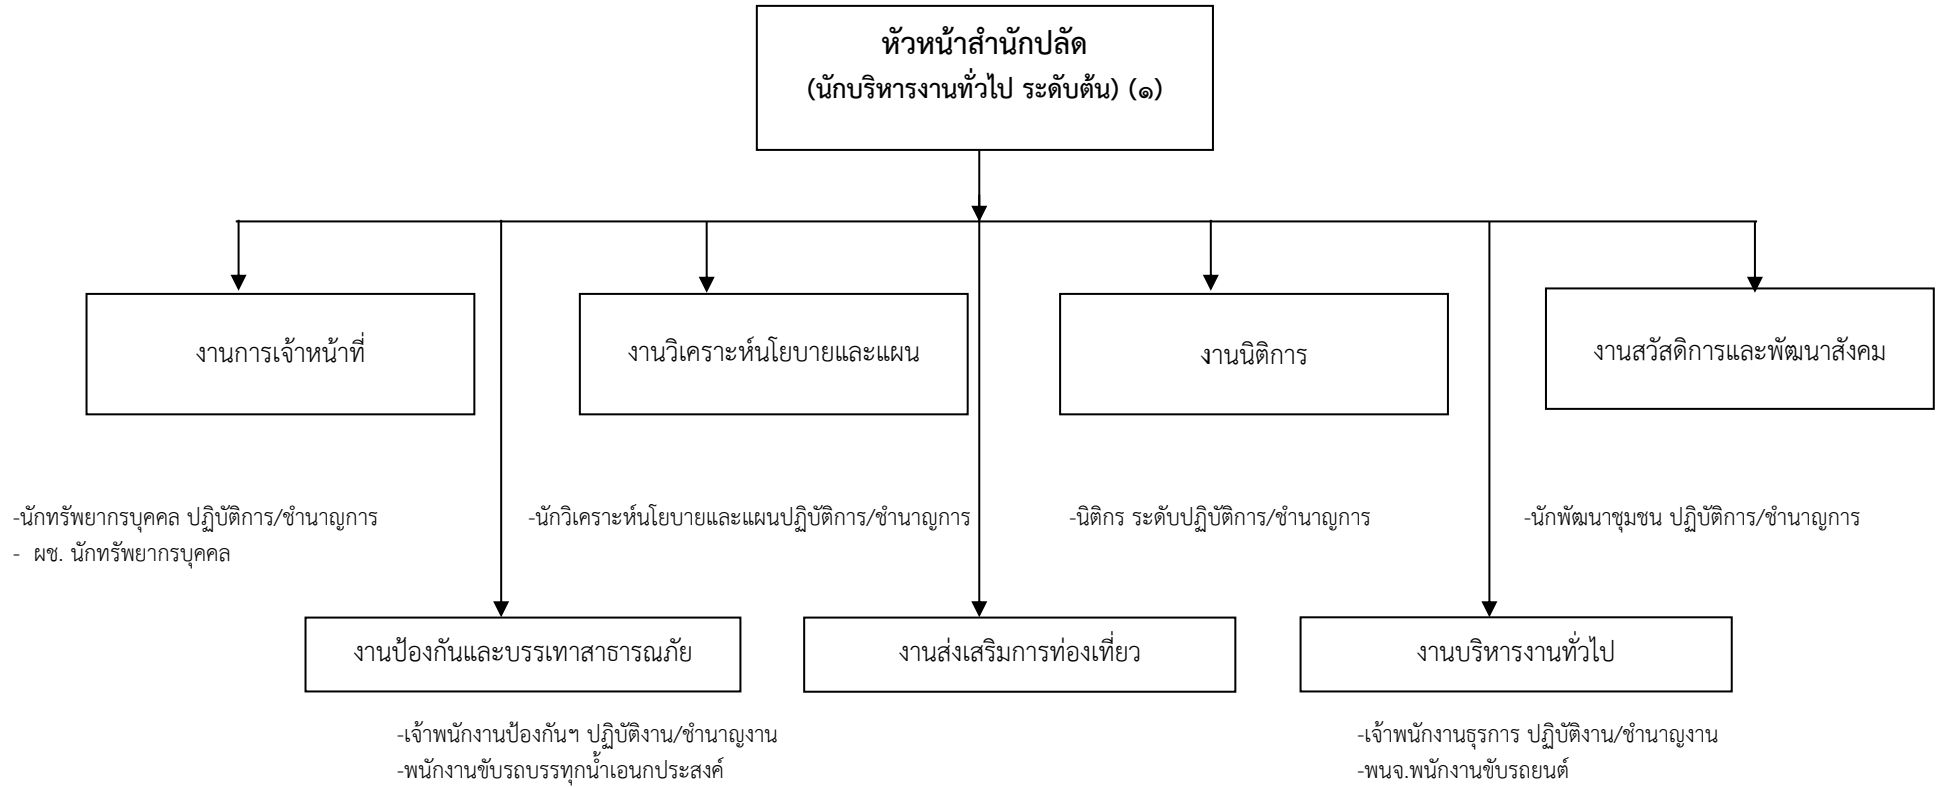 หัวหน้าสำนักปลัด
(นักบริหารงานทั่วไป ระดับต้น) (๑)
งานการเจ้าหน้าที่
งานวิเคราะห์นโยบายและแผน
งานนิติการ
งานสวัสดิการและพัฒนาสังคม
-นักทรัพยากรบุคคล ปฏิบัติการ/ชำนาญการ
- ผช. นักทรัพยากรบุคคล
-นักวิเคราะห์นโยบายและแผนปฏิบัติการ/ชำนาญการ
-นิติกร ระดับปฏิบัติการ/ชำนาญการ
-นักพัฒนาชุมชน ปฏิบัติการ/ชำนาญการ
งานป้องกันและบรรเทาสาธารณภัย
งานส่งเสริมการท่องเที่ยว
งานบริหารงานทั่วไป
-เจ้าพนักงานป้องกันฯ ปฏิบัติงาน/ชำนาญงาน
-พนักงานขับรถบรรทุกน้ำเอนกประสงค์
-เจ้าพนักงานธุรการ ปฏิบัติงาน/ชำนาญงาน
-พนจ.พนักงานขับรถยนต์